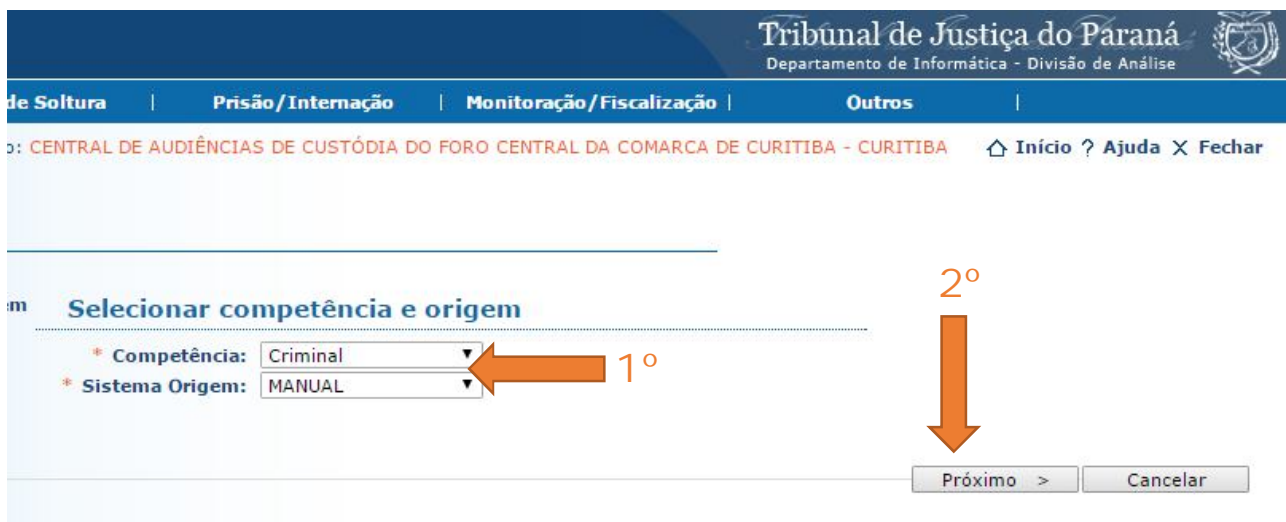 Tribunal de Justiça do Paraná
Departamento de Informática - Divisão de Análise
de Soltura | Prisão/Internação | Monitoração/Fiscalização | Outros |
o: CENTRAL DE AUDIÊNCIAS DE CUSTÓDIA DO FORO CENTRAL DA COMARCA DE CURITIBA - CURITIBA Início ? Ajuda X Fechar
2º
em Selecionar competência e origem
* Competência: Criminal
1º
* Sistema Origem: MANUAL
Próximo > Cancelar